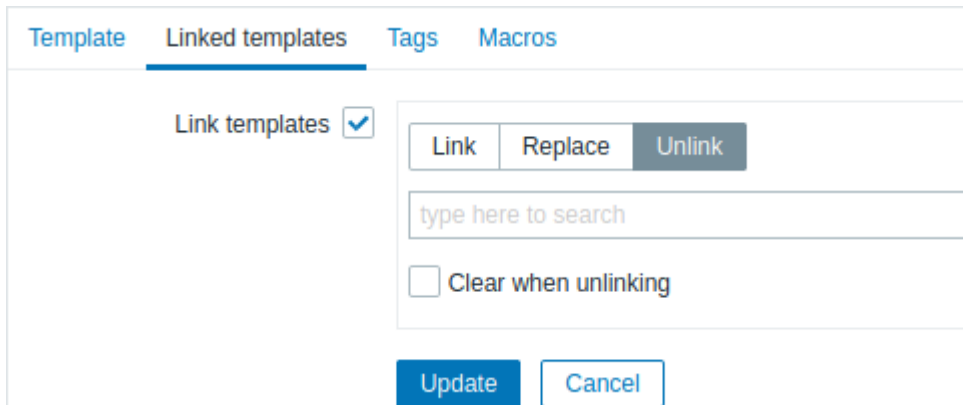 Template Linked templates Tags Macros
Link templates
Link Replace Unlink
type here to search
Clear when unlinking
Update Cancel